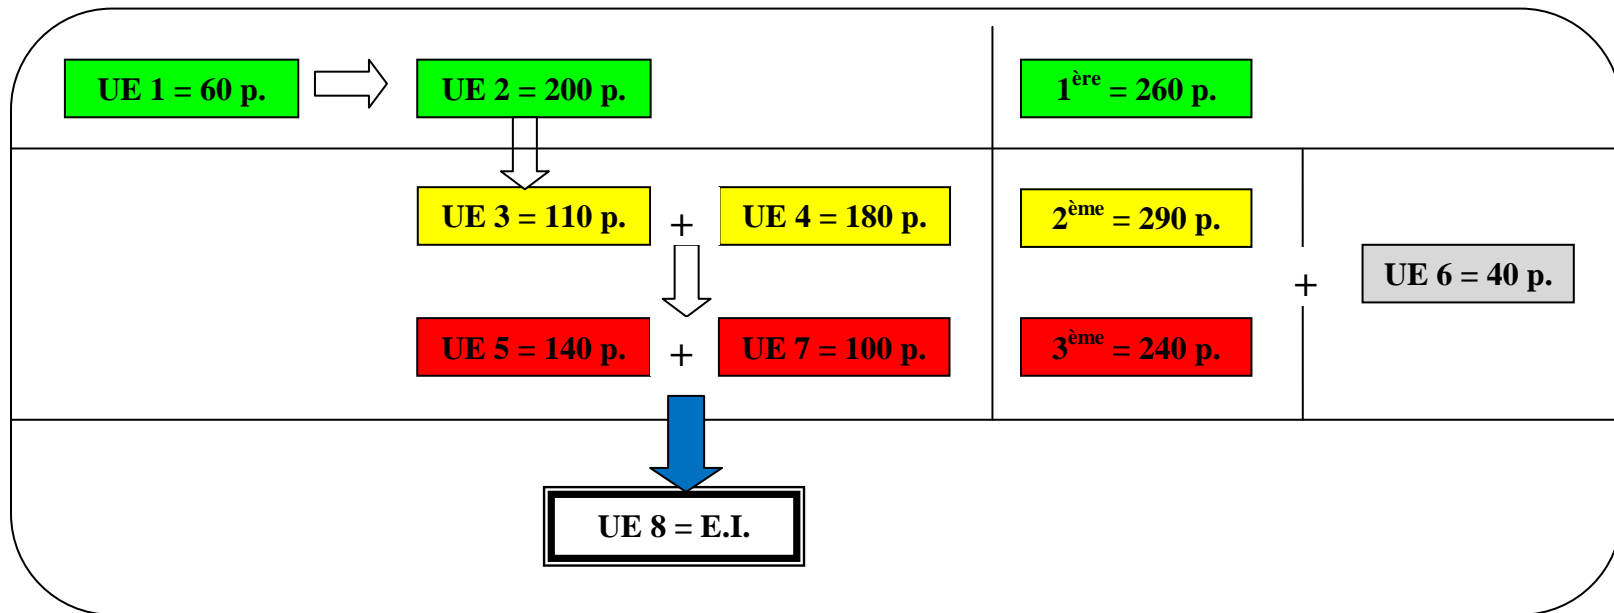 UE 1 = 60 p.
UE 2 = 200 p.
1ère = 260 p.
UE 3 = 110 p.
+
UE 4 = 180 p.
2ème = 290 p.
+
UE 6 = 40 p.
UE 5 = 140 p.
+
UE 7 = 100 p.
3ème = 240 p.
UE 8 = E.I.